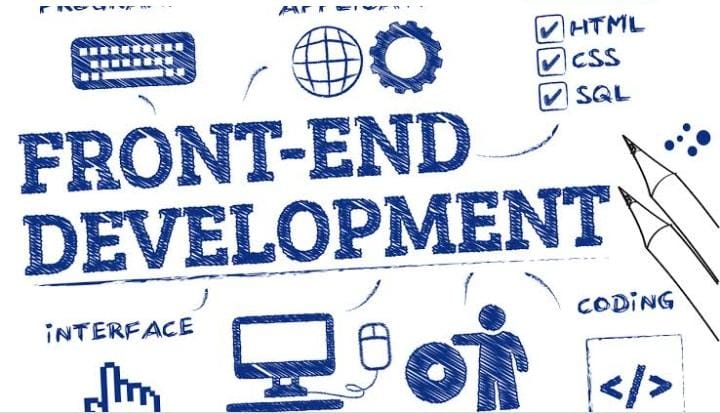 HTML
CSS
SQL
FRONT-END
DEVELOPMENT
INTERFACE
CODING
</>